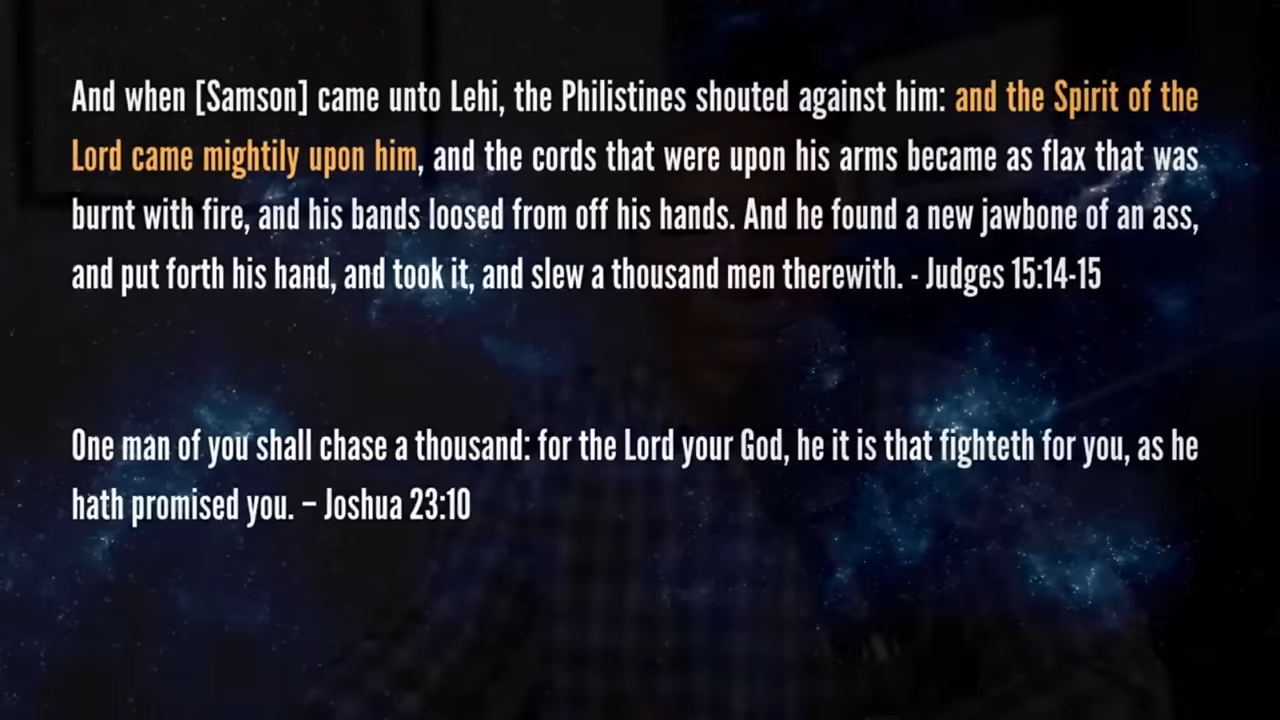 And when [Samson] came unto Lehi, the Philistines shouted against him: and the Spirit of the
Lord came mightily upon him, and the cords that were upon his arms became as flax that was
burnt with fire, and his bands loosed from off his hands. And he found a new jawbone of an ass,
and put forth his hand, and took it, and slew a thousand men therewith. - Judges 15:14-15
One man of you shall chase a thousand: for the Lord your God, he it is that fighteth for you, as he
hath promised you. – Joshua 23:10